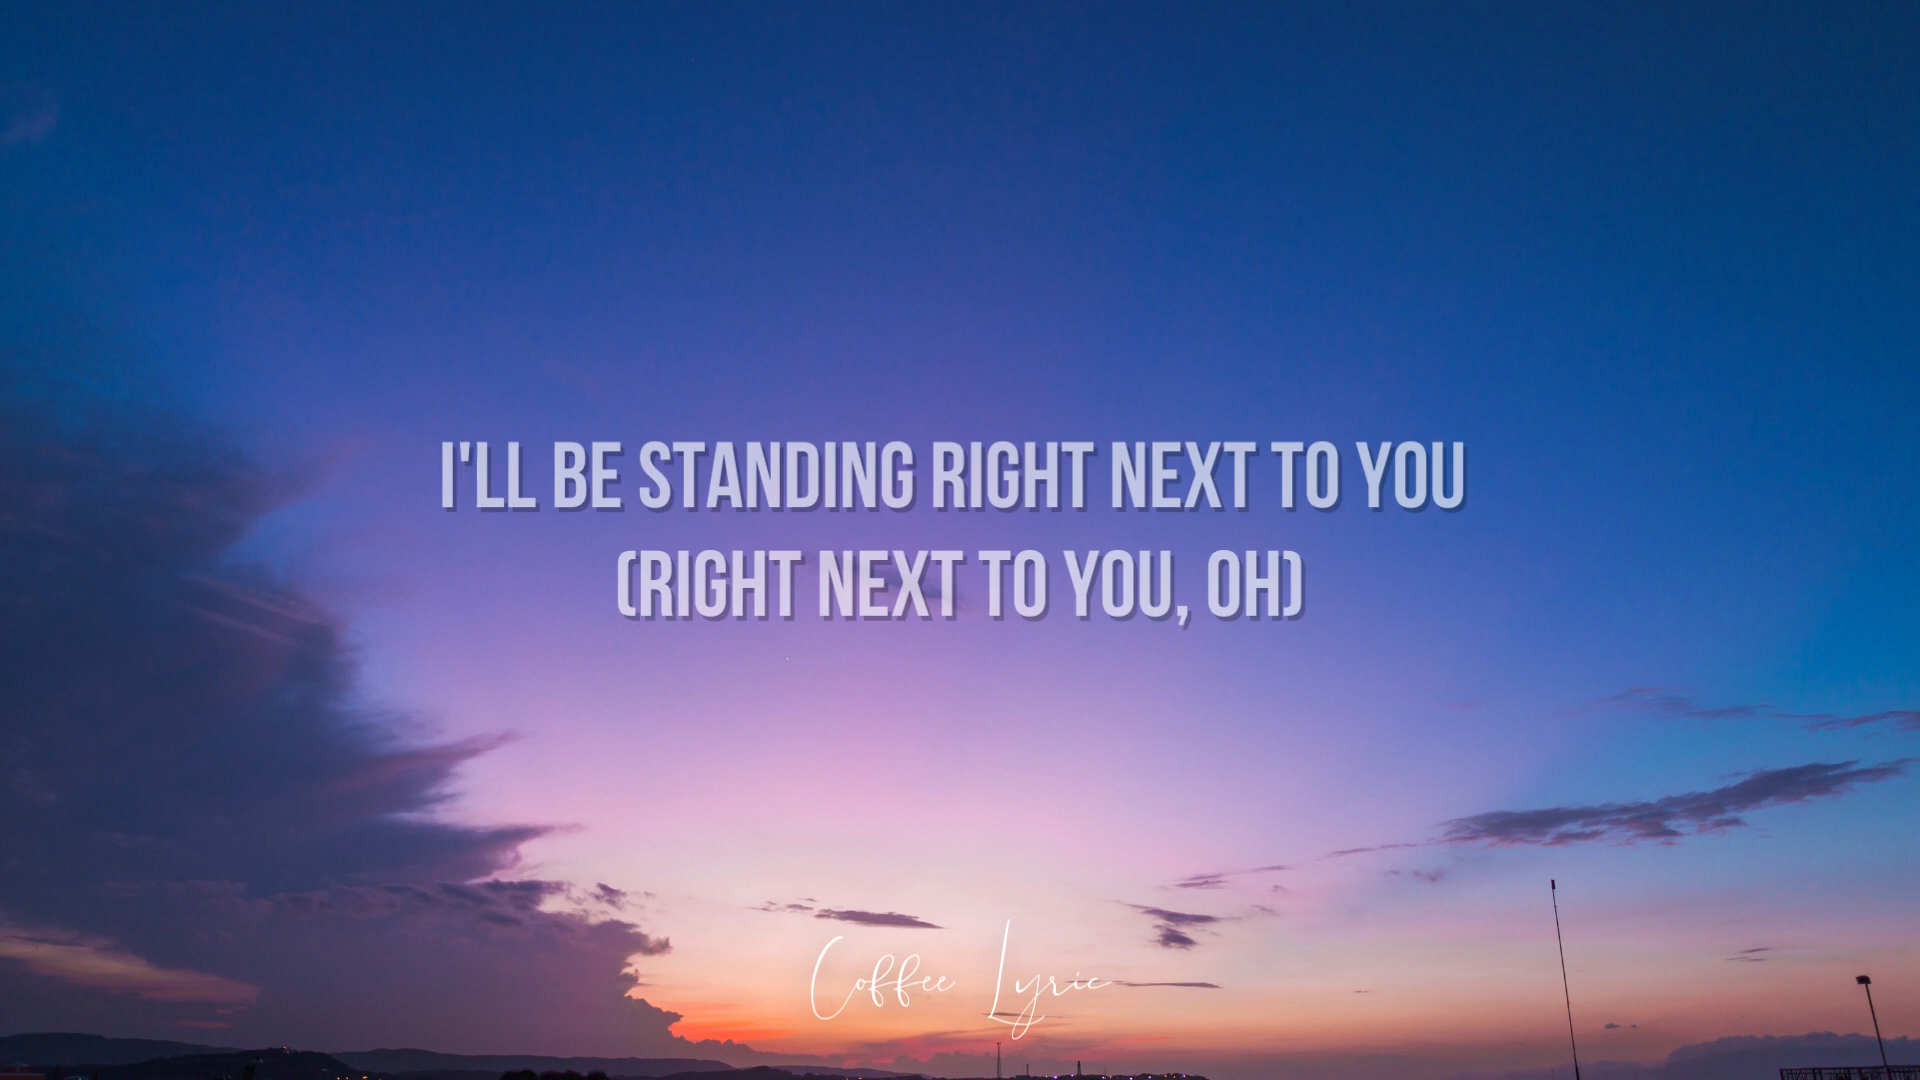 I'LL BE STANDING RIGHT NEXT TO YOU
(RIGHT NEXT TO YOU, OH)
Coffee Lyric